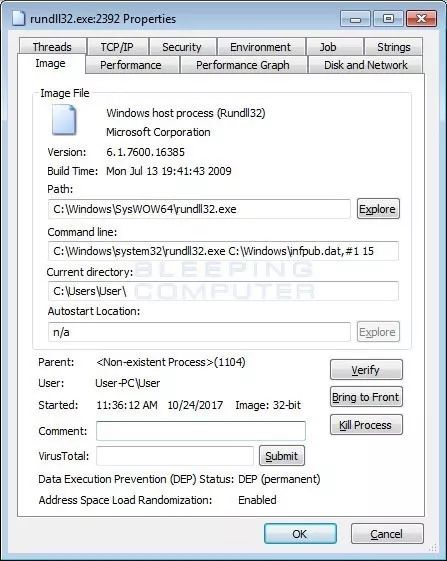 rundll32.exe:2392 Properties
Threads TCP/IP Security Environment Job Strings
Image Performance Performance Graph Disk and Network
Image File
Windows host process (Rundll32)
Microsoft Corporation
Version: 6.1.7600.16385
Build Time: Mon Jul 13 19:41:43 2009
Path:
C:\Windows\SysWOW64\rundll32.exe Explore
Command line:
C:\Windows\system32\rundll32.exe C:\Windows\infpub.dat,#1 15
BLEEPING
Current directory:
COMPUTER
C:\Users\User\
Autostart Location:
n/a Explore
Parent: <Non-existent Process>(1104) Verify
User: User-PC\User
Bring to Front
Started: 11:36:12 AM 10/24/2017 Image: 32-bit
Comment: Kill Process
VirusTotal: Submit
Data Execution Prevention (DEP) Status: DEP (permanent)
Address Space Load Randomization: Enabled
OK Cancel